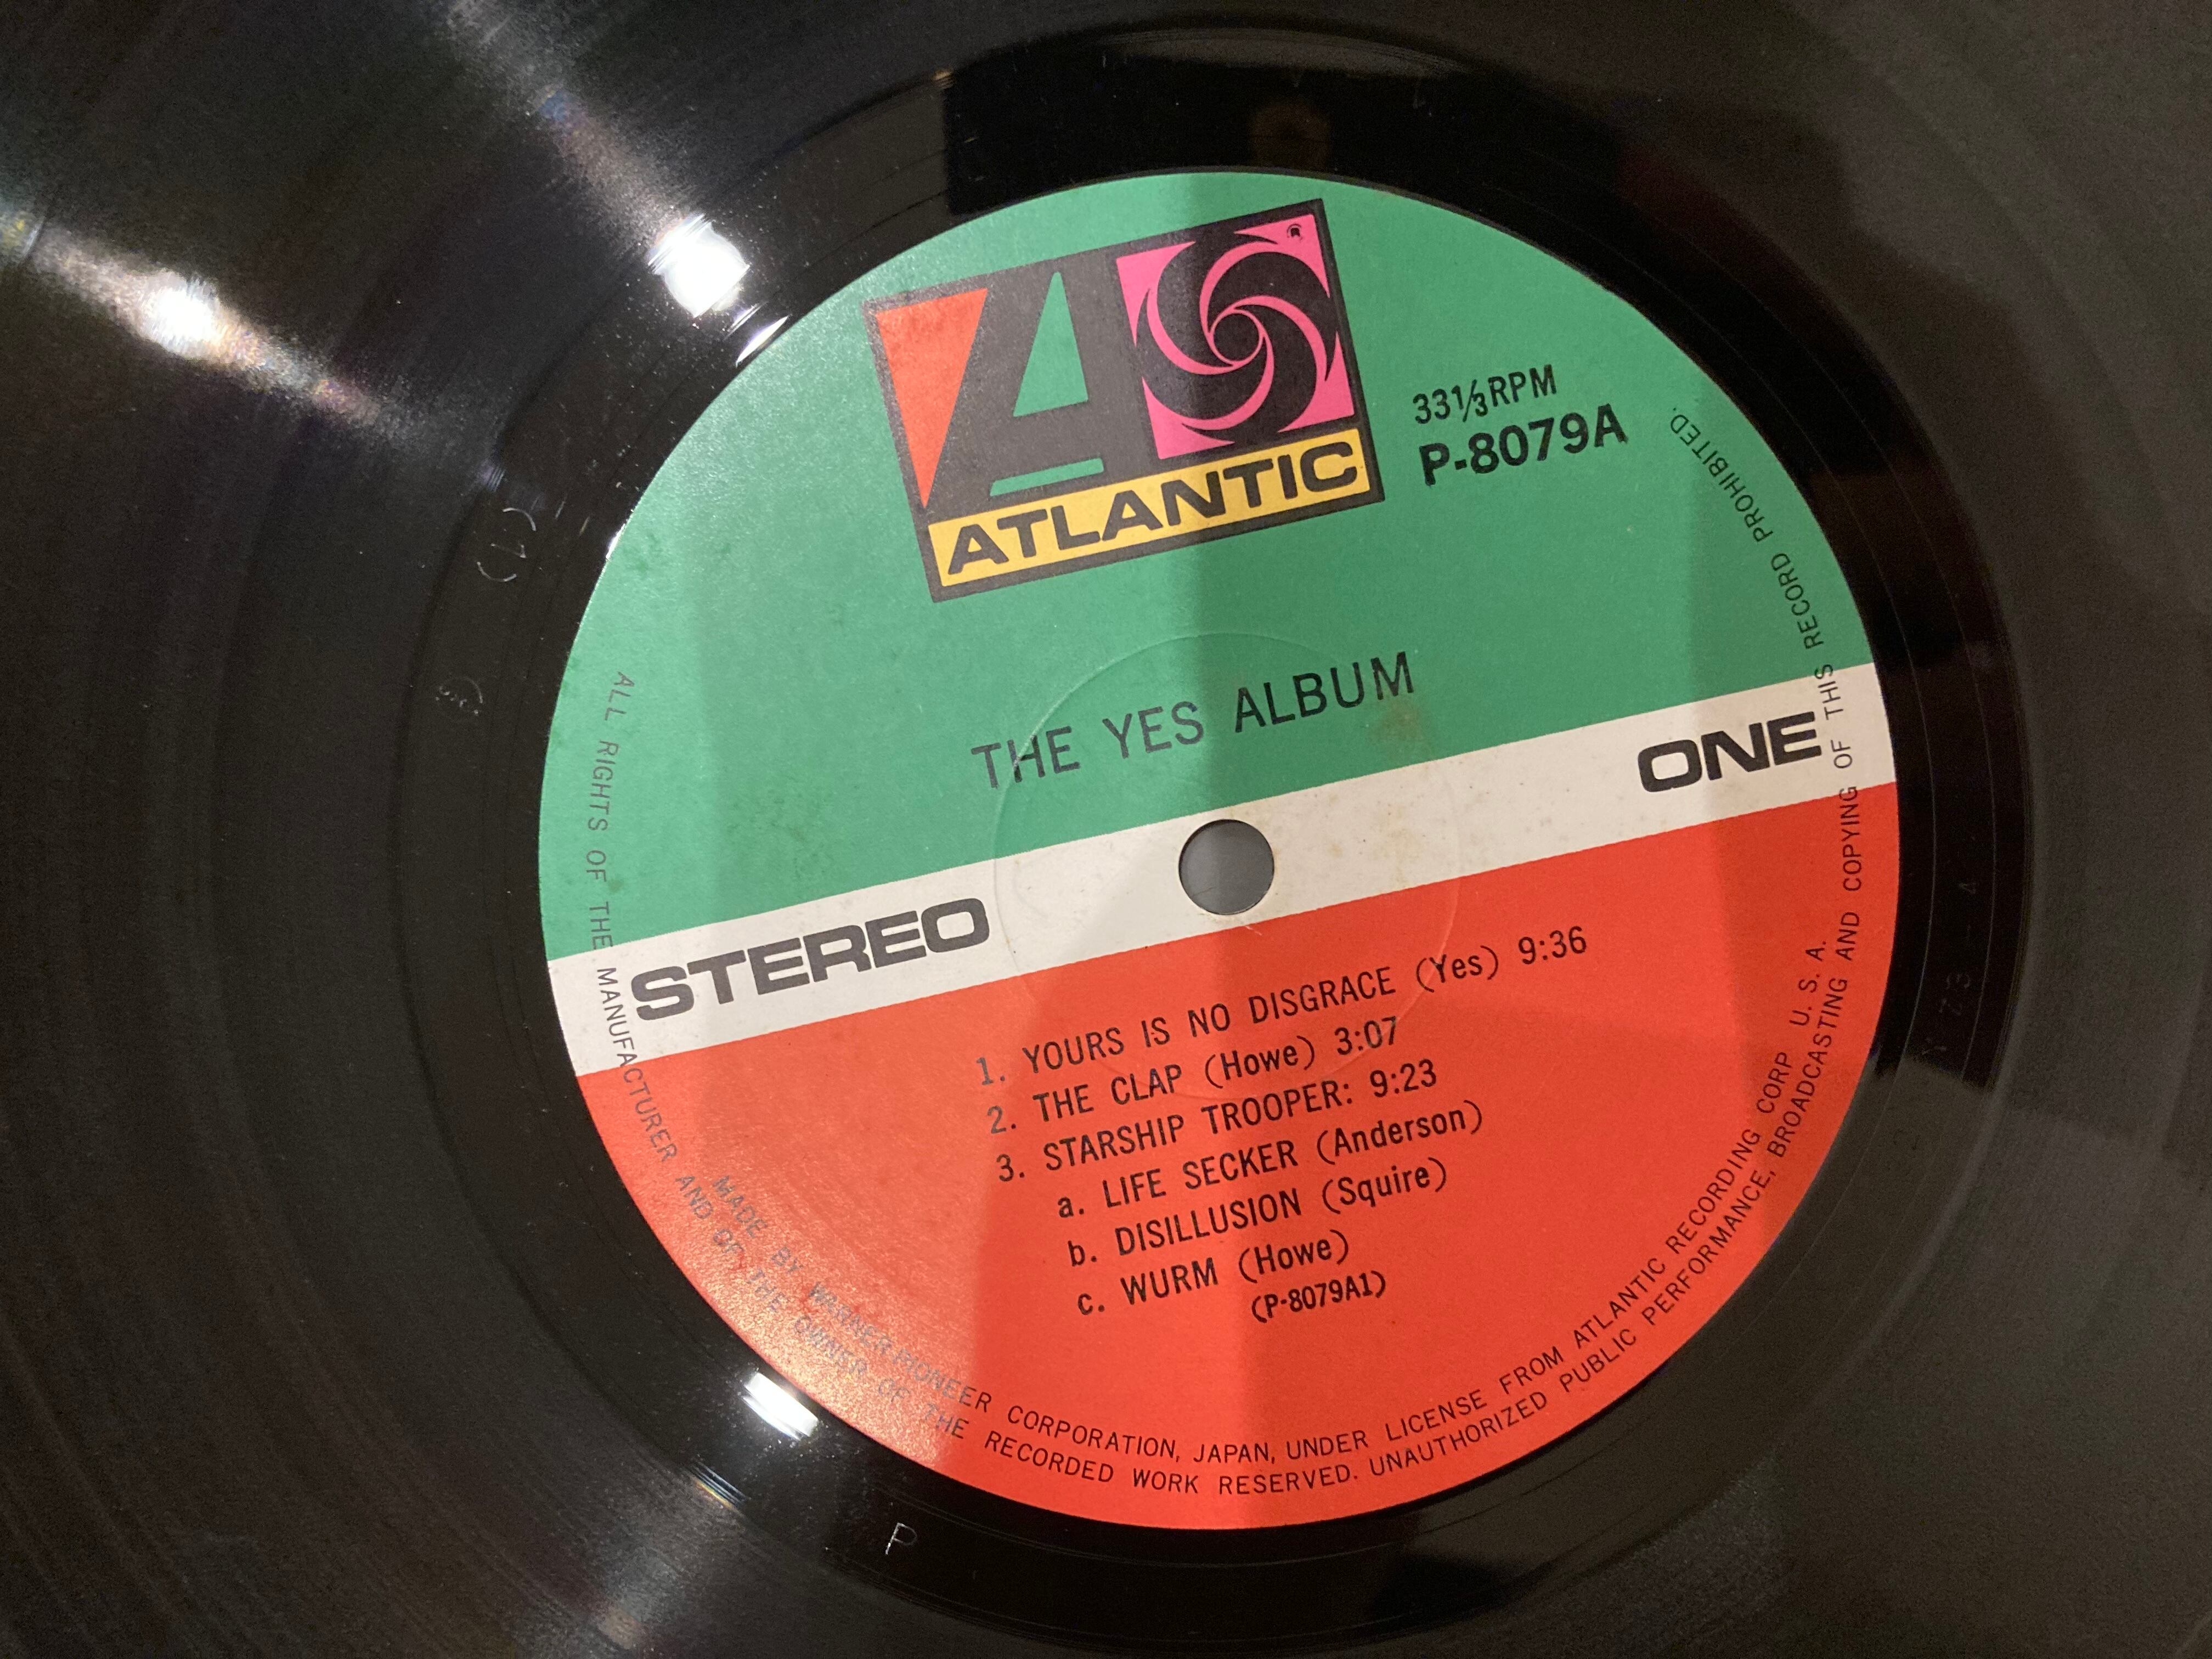 ATLANTIC
®
33⅓RPM
P-8079A
THE YES ALBUM
STEREO
ONE
1. YOURS IS NO DISGRACE (Yes) 9:36
2. THE CLAP (Howe) 3:07
3. STARSHIP TROOPER: 9:23
a. LIFE SECKER (Anderson)
b. DISILLUSION (Squire)
c. WURM (Howe)
(P-8079A1)
MADE BY WARNER-PIONEER CORPORATION, JAPAN, UNDER LICENSE FROM ATLANTIC RECORDING CORP. U. S. A.
ALL RIGHTS OF THE MANUFACTURER AND OF THE OWNER OF THE RECORDED WORK RESERVED. UNAUTHORIZED PUBLIC PERFORMANCE, BROADCASTING AND COPYING OF THIS RECORD PROHIBITED.
P